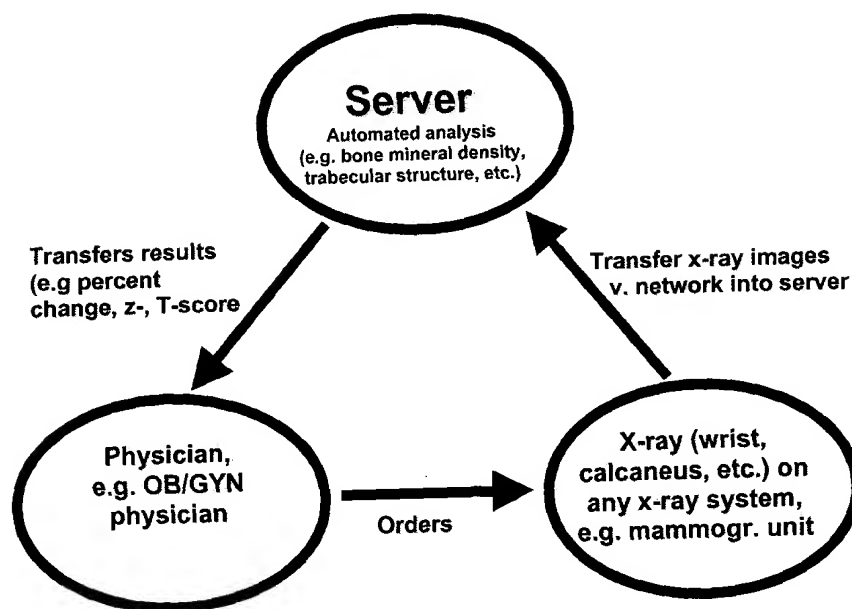 Server
Automated analysis
(e.g. bone mineral density,
trabecular structure, etc.)
Transfers results
(e.g percent
change, z-, T-score
Transfer x-ray images
v. network into server
Physician,
e.g. OB/GYN
physician
Orders
X-ray (wrist,
calcaneus, etc.) on
any x-ray system,
e.g. mammogr. unit